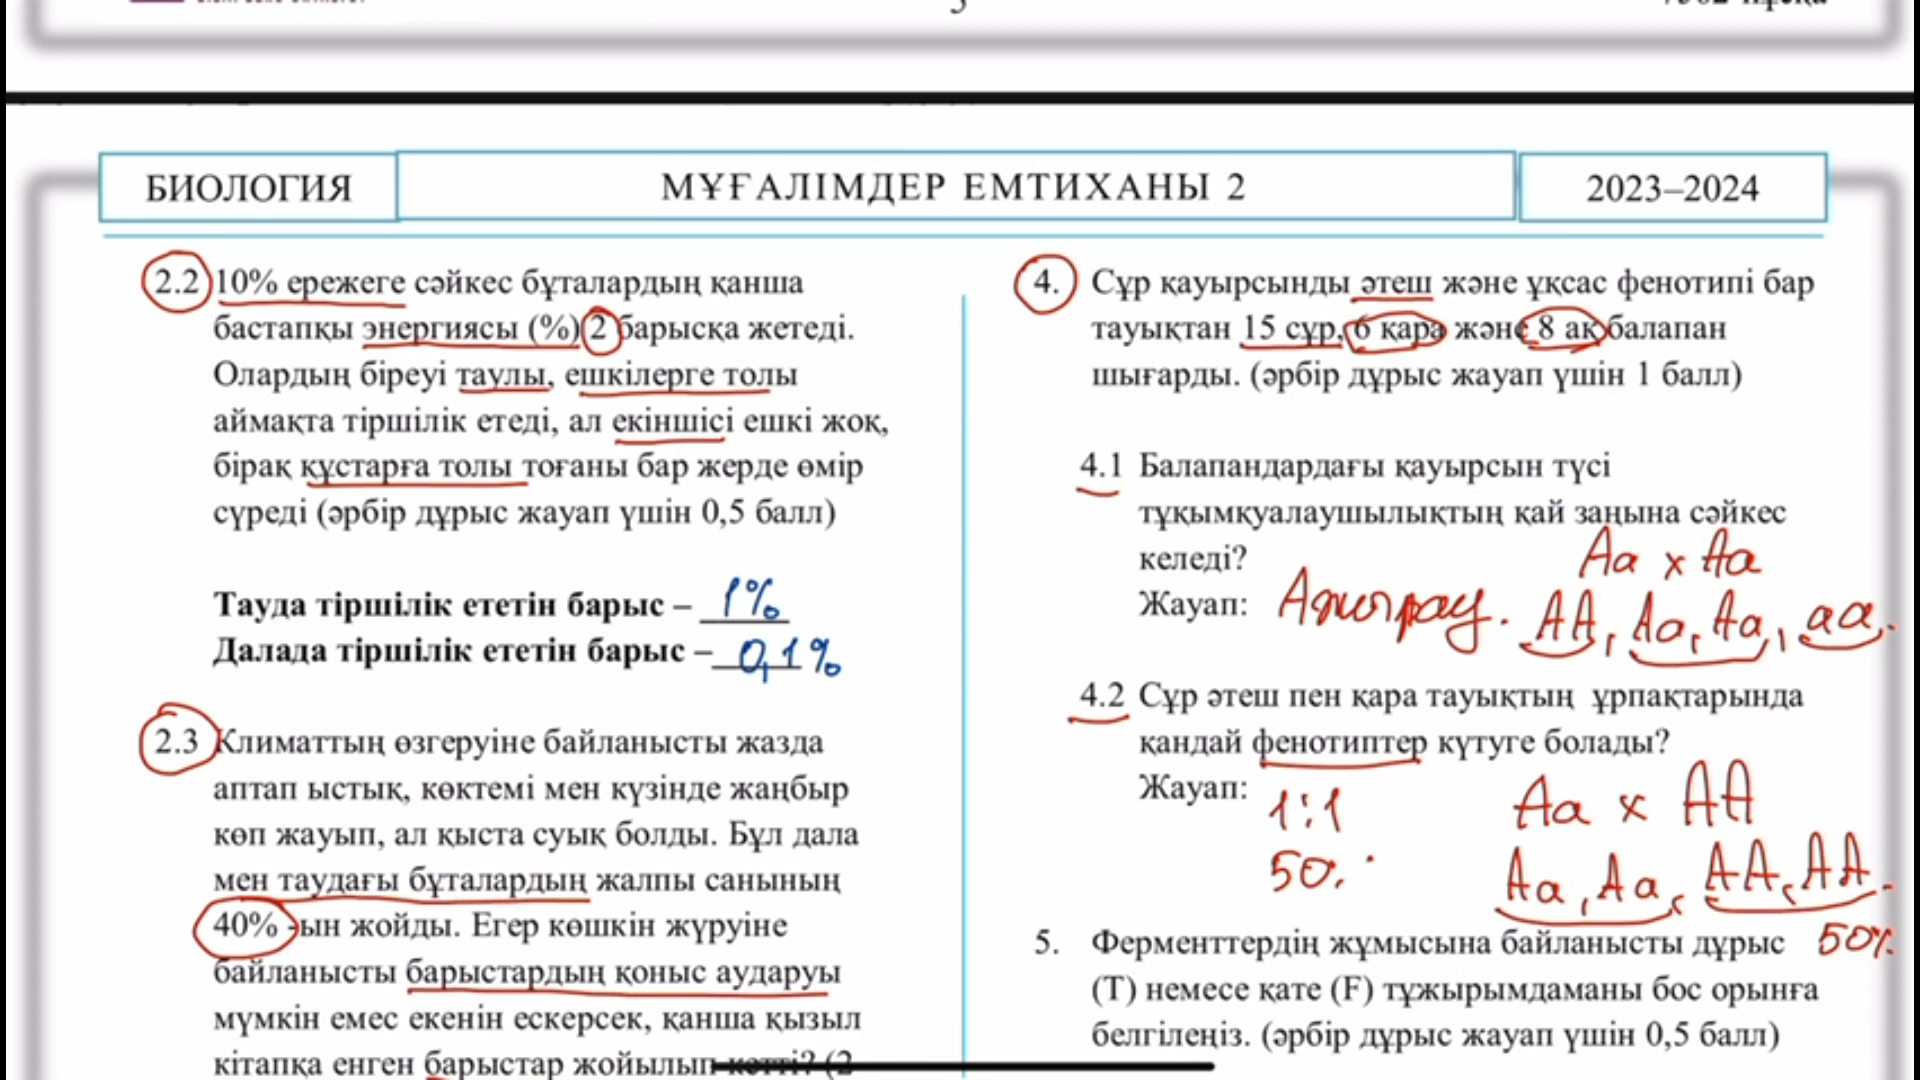 БИОЛОГИЯ
МҰҒАЛІМДЕР ЕМТИХАНЫ 2
2023–2024
2.2 10% ережеге сәйкес бұталардың қанша
бастапқы энергиясы (%) 2 барысқа жетеді.
Олардың біреуі таулы, ешкілерге толы
аймақта тіршілік етеді, ал екіншісі ешкі жоқ,
бірақ құстарға толы тоғаны бар жерде өмір
сүреді (әрбір дұрыс жауап үшін 0,5 балл)
Тауда тіршілік ететін барыс – 1%
Далада тіршілік ететін барыс – 0,1%
2.3 Климаттың өзгеруіне байланысты жазда
аптап ыстық, көктемі мен күзінде жаңбыр
көп жауып, ал қыста суық болды. Бұл дала
мен таудағы бұталардың жалпы санының
40% -ын жойды. Егер көшкін жүруіне
байланысты барыстардың қоныс аударуы
мүмкін емес екенін ескерсек, қанша қызыл
кітапқа енген барыстар жойылып кетті? (2
4. Сұр қауырсынды әтеш және ұқсас фенотипі бар
тауықтан 15 сұр, 6 қара және 8 ақ балапан
шығарды. (әрбір дұрыс жауап үшін 1 балл)
4.1 Балапандардағы қауырсын түсі
тұқымқуалаушылықтың қай заңына сәйкес
келеді?
Aa x Aa
Жауап: Ажырау. AA, Aa, Aa, aa.
4.2 Сұр әтеш пен қара тауықтың ұрпақтарында
қандай фенотиптер күтуге болады?
Жауап: 1:1 Aa x AA
50. Aa, Aa, AA, AA.
50%
5. Ферменттердің жұмысына байланысты дұрыс
(T) немесе қате (F) тұжырымдаманы бос орынға
белгілеңіз. (әрбір дұрыс жауап үшін 0,5 балл)